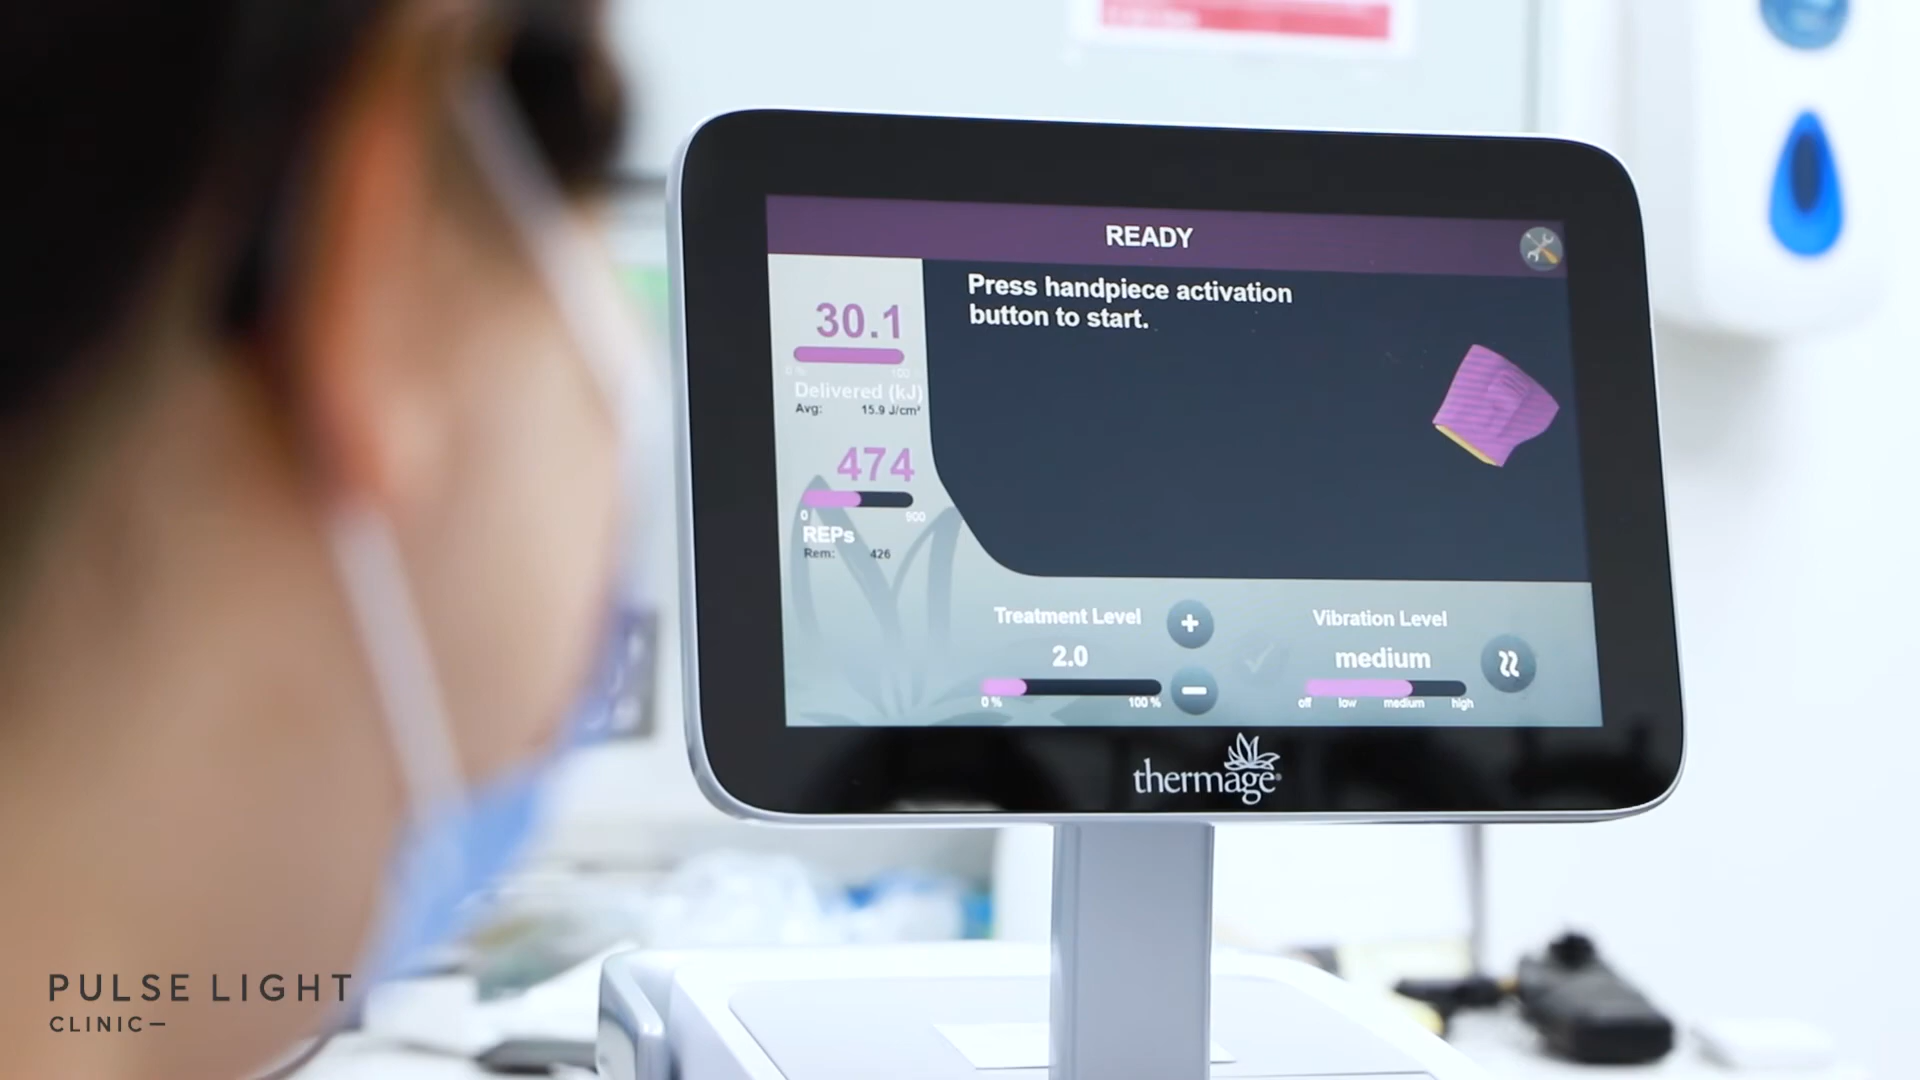 READY
Press handpiece activation
button to start.
30.1
0 % 100
Delivered (kJ)
Avg: 15.9 J/cm²
474
0 900
REPs
Rem: 426
Treatment Level
2.0
0 % 100 %
Vibration Level
medium
off low medium high
thermage®
PULSE LIGHT
CLINIC